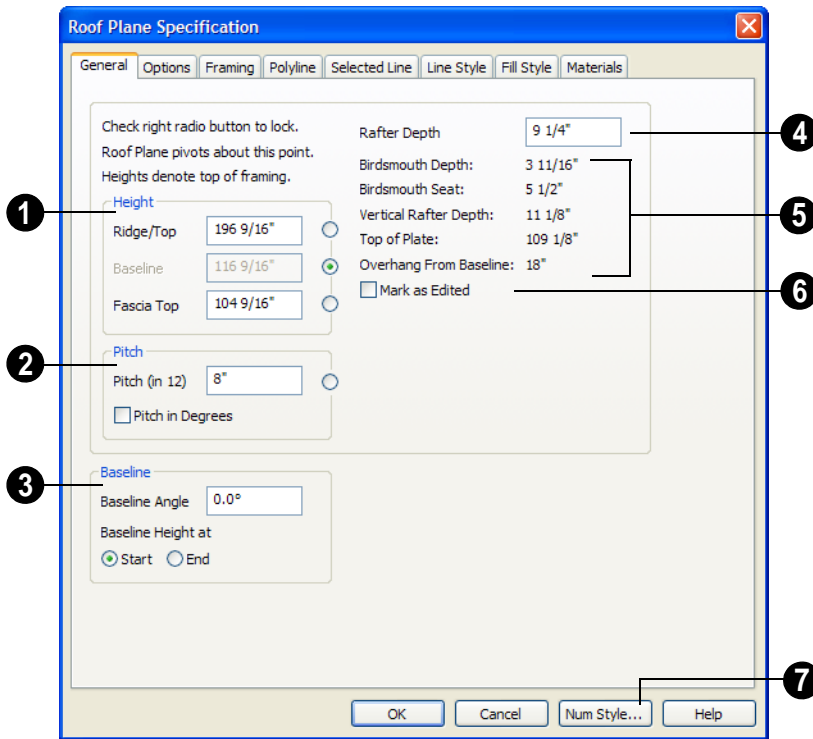 Roof Plane Specification
General Options Framing Polyline Selected Line Line Style Fill Style Materials
Check right radio button to lock.
Roof Plane pivots about this point.
Heights denote top of framing.
1
Height
Ridge/Top 196 9/16"
Baseline 116 9/16"
Fascia Top 104 9/16"
2
Pitch
Pitch (in 12) 8"
Pitch in Degrees
3
Baseline
Baseline Angle 0.0°
Baseline Height at
Start End
Rafter Depth 9 1/4"
4
Birdsmouth Depth: 3 11/16"
Birdsmouth Seat: 5 1/2"
Vertical Rafter Depth: 11 1/8"
Top of Plate: 109 1/8"
Overhang From Baseline: 18"
5
Mark as Edited
6
7
OK Cancel Num Style... Help